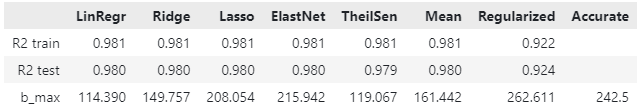 LinRegr Ridge Lasso ElastNet TheilSen Mean Regularized Accurate
R2 train 0.981 0.981 0.981 0.981 0.981 0.981 0.922
R2 test 0.980 0.980 0.980 0.980 0.979 0.980 0.924
b_max 114.390 149.757 208.054 215.942 119.067 161.442 262.611 242.5